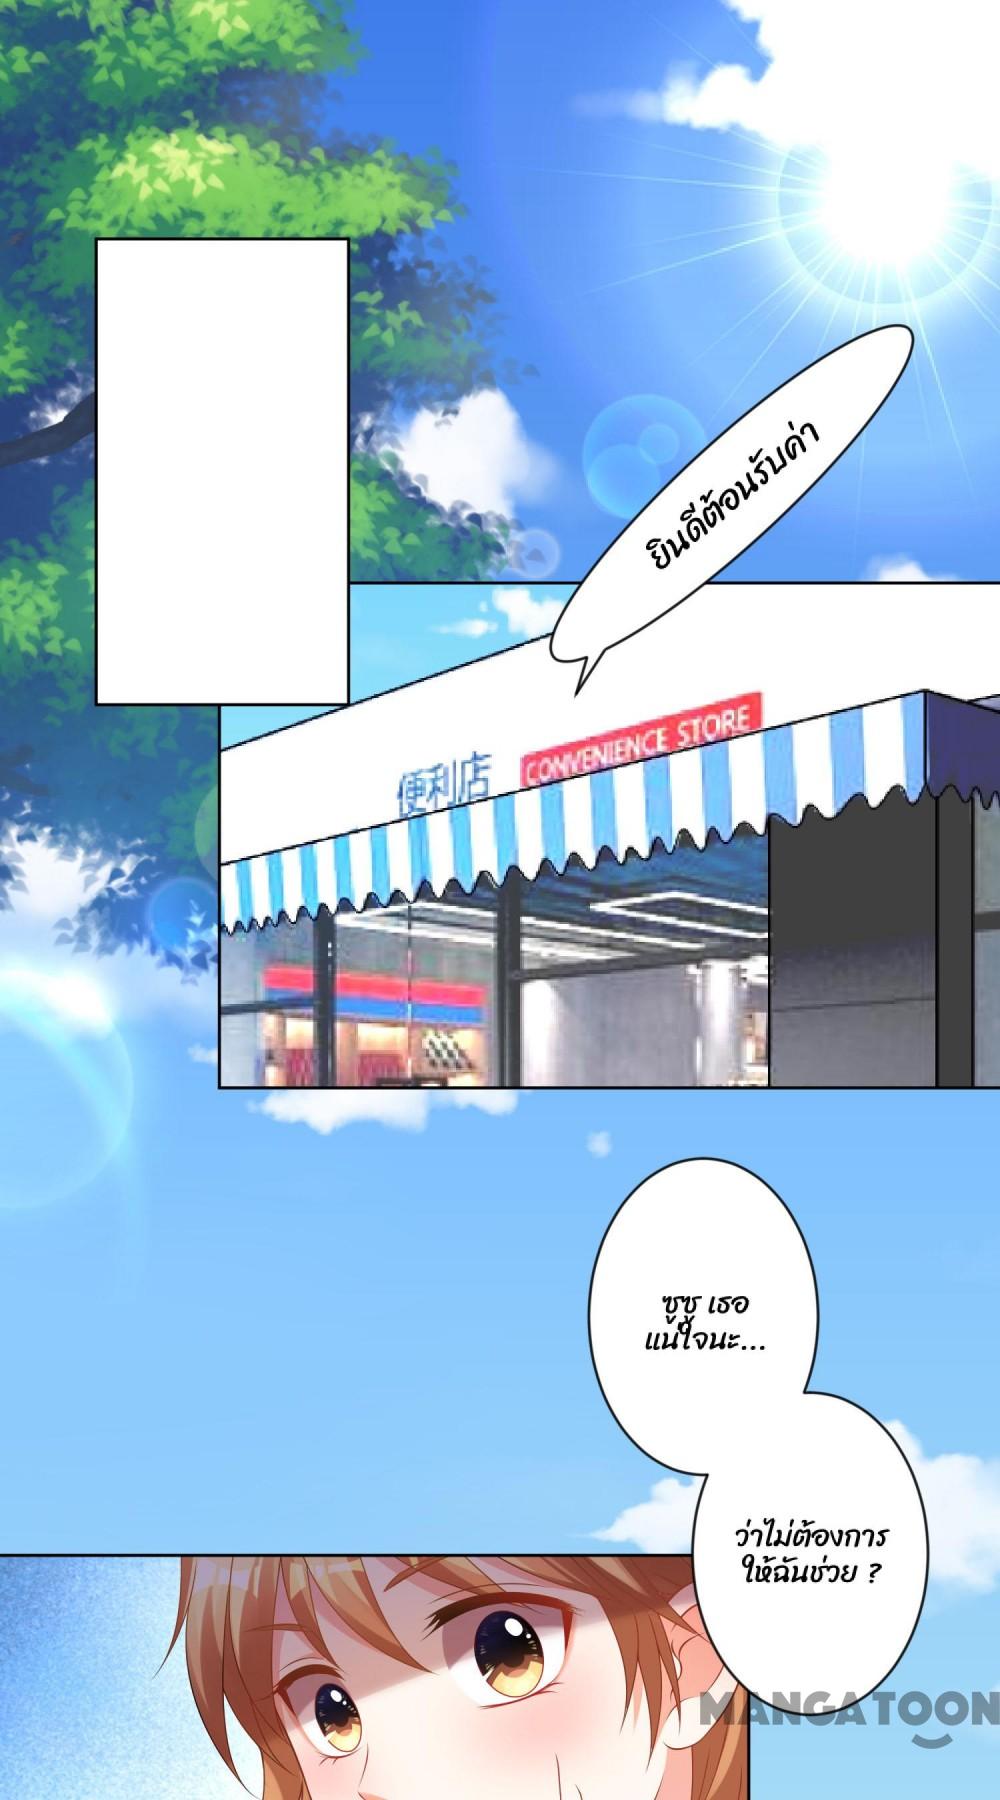 ยินดีต้อนรับค่า
便利店 CONVENIENCE STORE
ซูซู เธอ
แน่ใจนะ...
ว่าไม่ต้องการ
ให้ฉันช่วย ?
MANGATOON